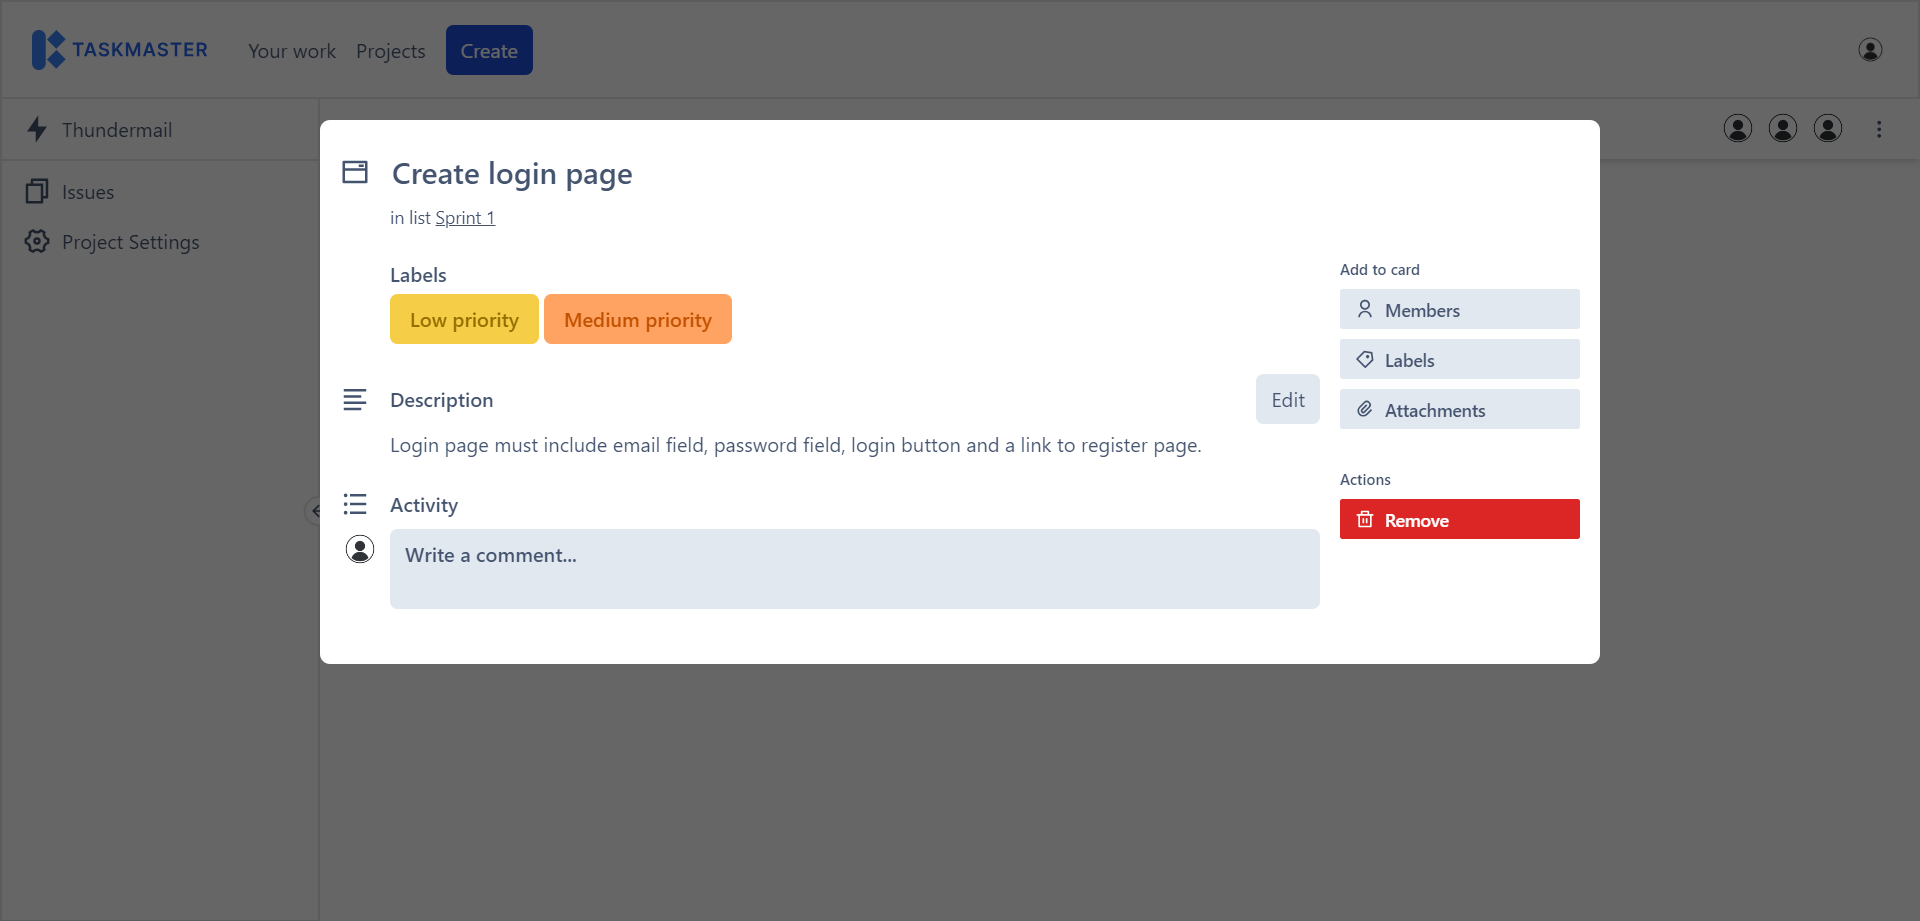 TASKMASTER
Your work
Projects
Create
Thundermail
Issues
Project Settings
Create login page
in list Sprint 1
Labels
Low priority
Medium priority
Description
Edit
Login page must include email field, password field, login button and a link to register page.
Activity
Write a comment...
Add to card
Members
Labels
Attachments
Actions
Remove